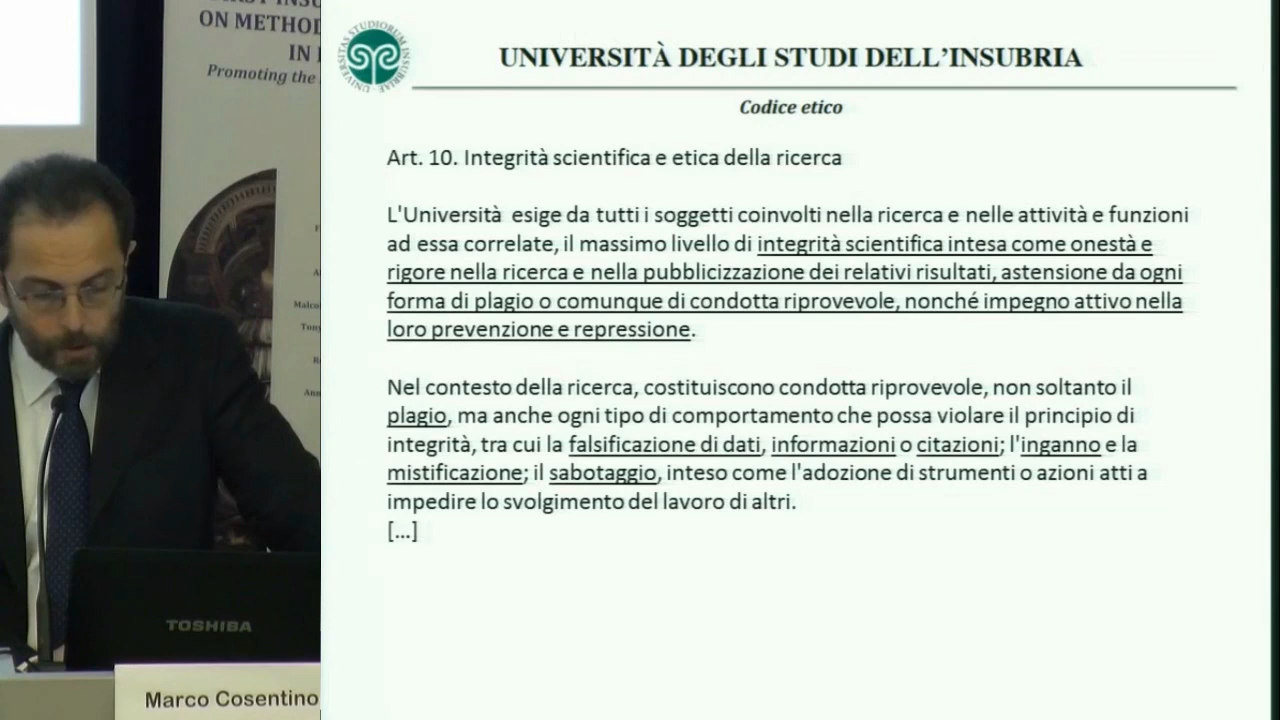 ON METHOD
IN
Promoting the
TOSHIBA
Marco Cosentino
UNIVERSITAS STUDIORUM INSUBRIAE
UNIVERSITÀ DEGLI STUDI DELL'INSUBRIA
Codice etico
Art. 10. Integrità scientifica e etica della ricerca
L'Università esige da tutti i soggetti coinvolti nella ricerca e nelle attività e funzioni
ad essa correlate, il massimo livello di integrità scientifica intesa come onestà e
rigore nella ricerca e nella pubblicizzazione dei relativi risultati, astensione da ogni
forma di plagio o comunque di condotta riprovevole, nonché impegno attivo nella
loro prevenzione e repressione.
Nel contesto della ricerca, costituiscono condotta riprovevole, non soltanto il
plagio, ma anche ogni tipo di comportamento che possa violare il principio di
integrità, tra cui la falsificazione di dati, informazioni o citazioni; l'inganno e la
mistificazione; il sabotaggio, inteso come l'adozione di strumenti o azioni atti a
impedire lo svolgimento del lavoro di altri.
[...]